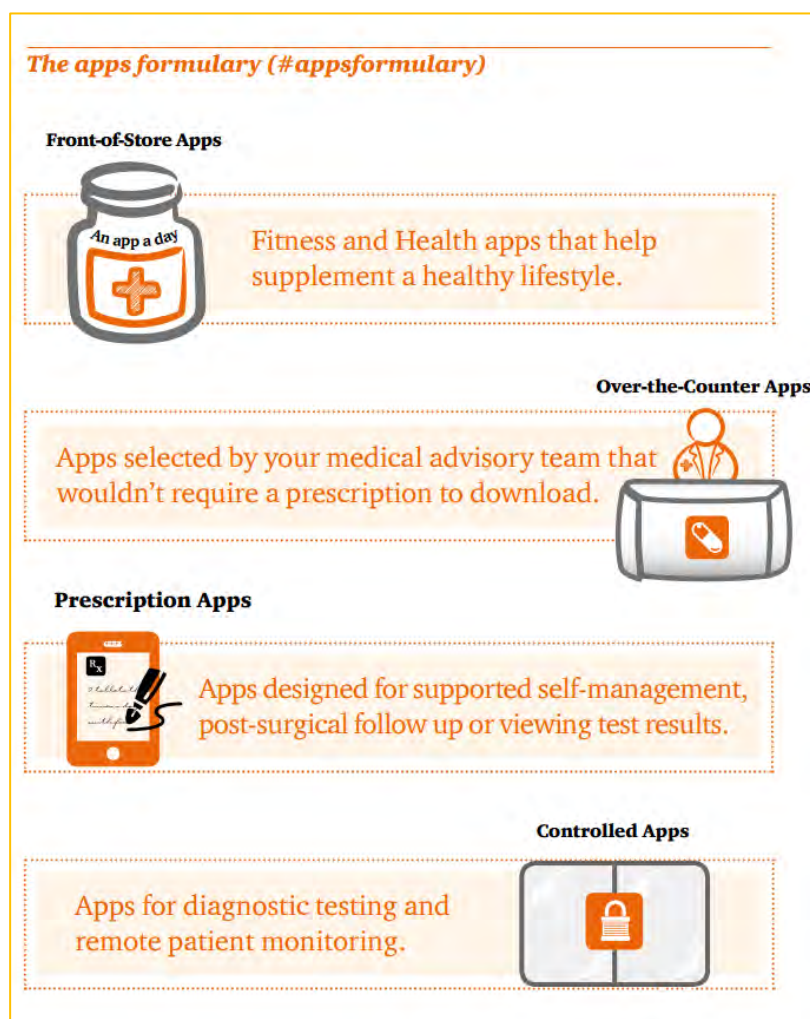 The apps formulary (#appsformulary)
Front-of-Store Apps
An app a day
Fitness and Health apps that help
supplement a healthy lifestyle.
Over-the-Counter Apps
Apps selected by your medical advisory team that
wouldn't require a prescription to download.
Prescription Apps
Rx
Apps designed for supported self-management,
post-surgical follow up or viewing test results.
Controlled Apps
Apps for diagnostic testing and
remote patient monitoring.